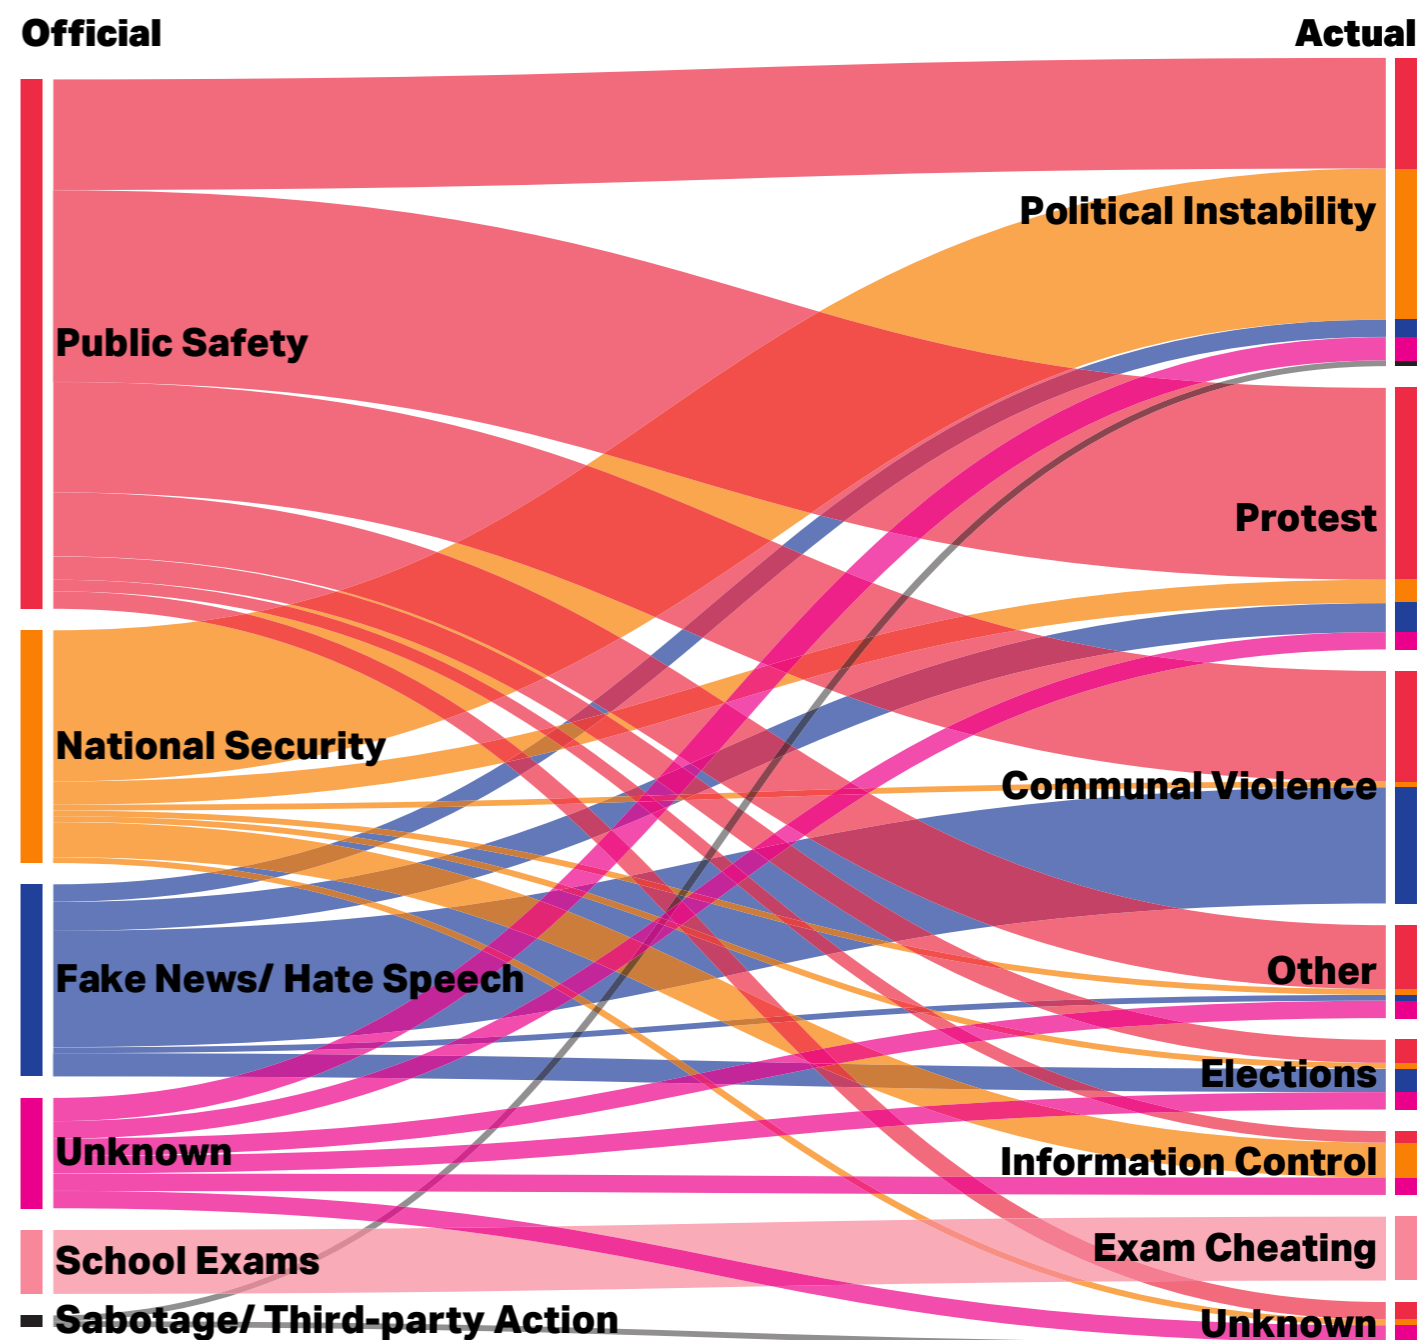 Official
Actual
Political Instability
Public Safety
Protest
National Security
Communal Violence
Other
Fake News/ Hate Speech
Elections
Unknown
Information Control
School Exams
Exam Cheating
Sabotage/ Third-party Action
Unknown